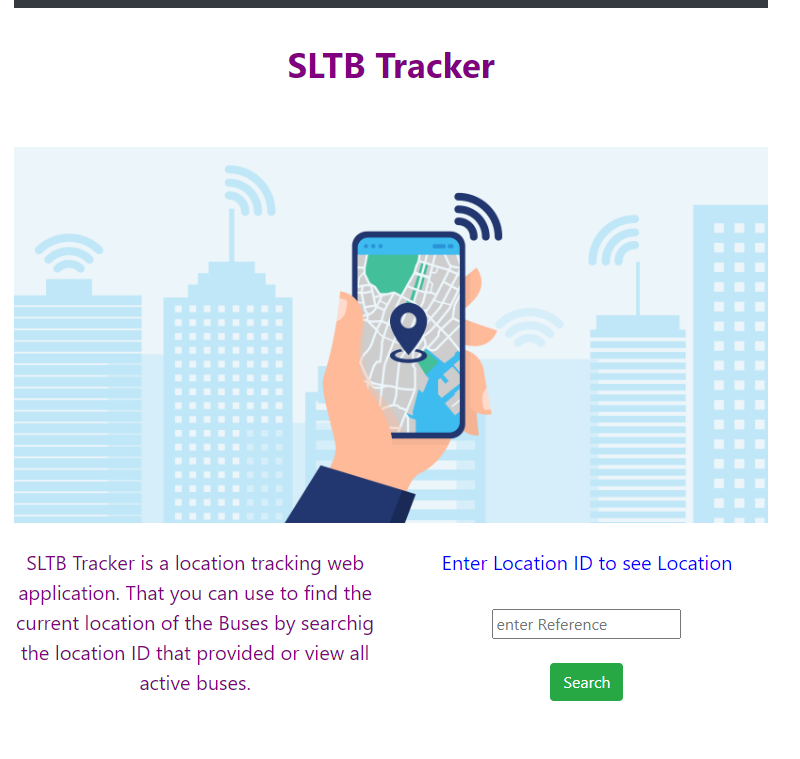 SLTB Tracker
SLTB Tracker is a location tracking web
application. That you can use to find the
current location of the Buses by searchig
the location ID that provided or view all
active buses.
Enter Location ID to see Location
enter Reference
Search